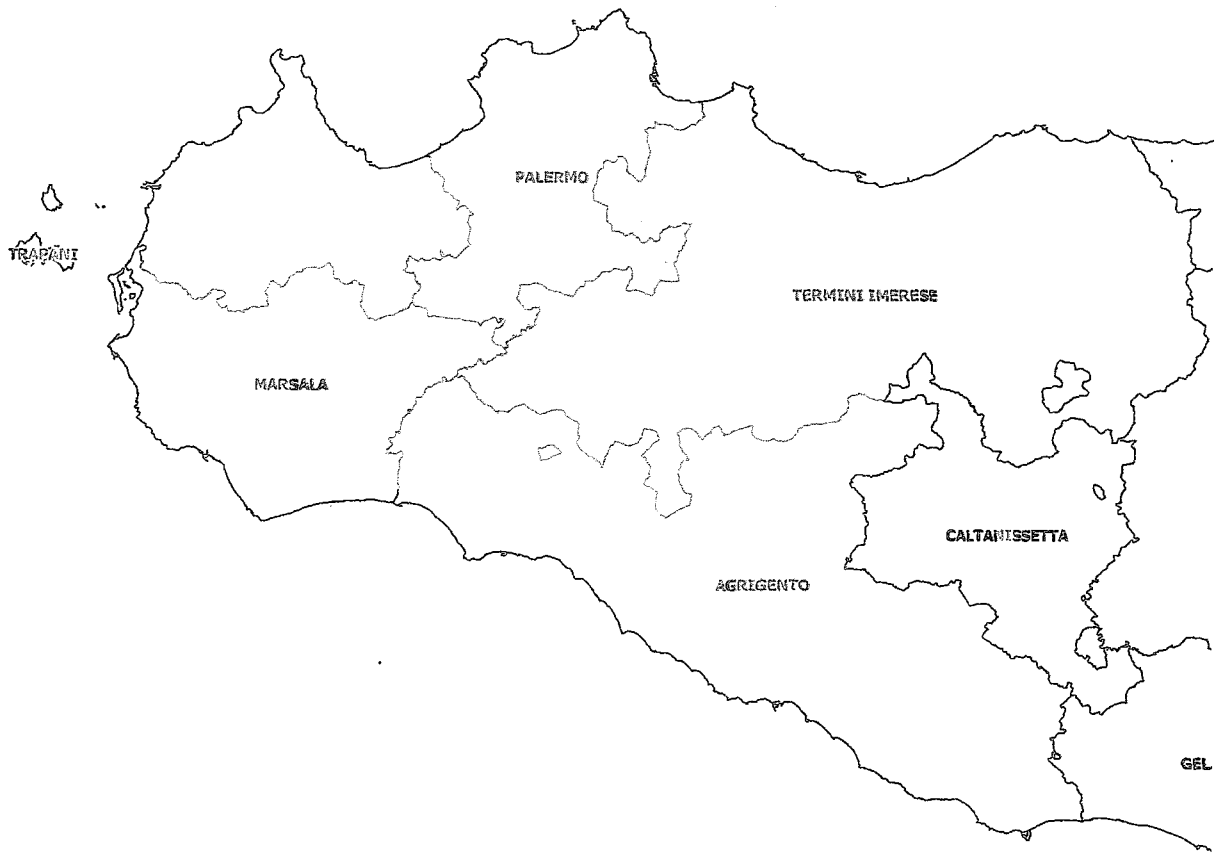 PALERMO
TRAPANI
TERMINI IMERESE
MARSALA
CALTANISSETTA
AGRIGENTO
GEL